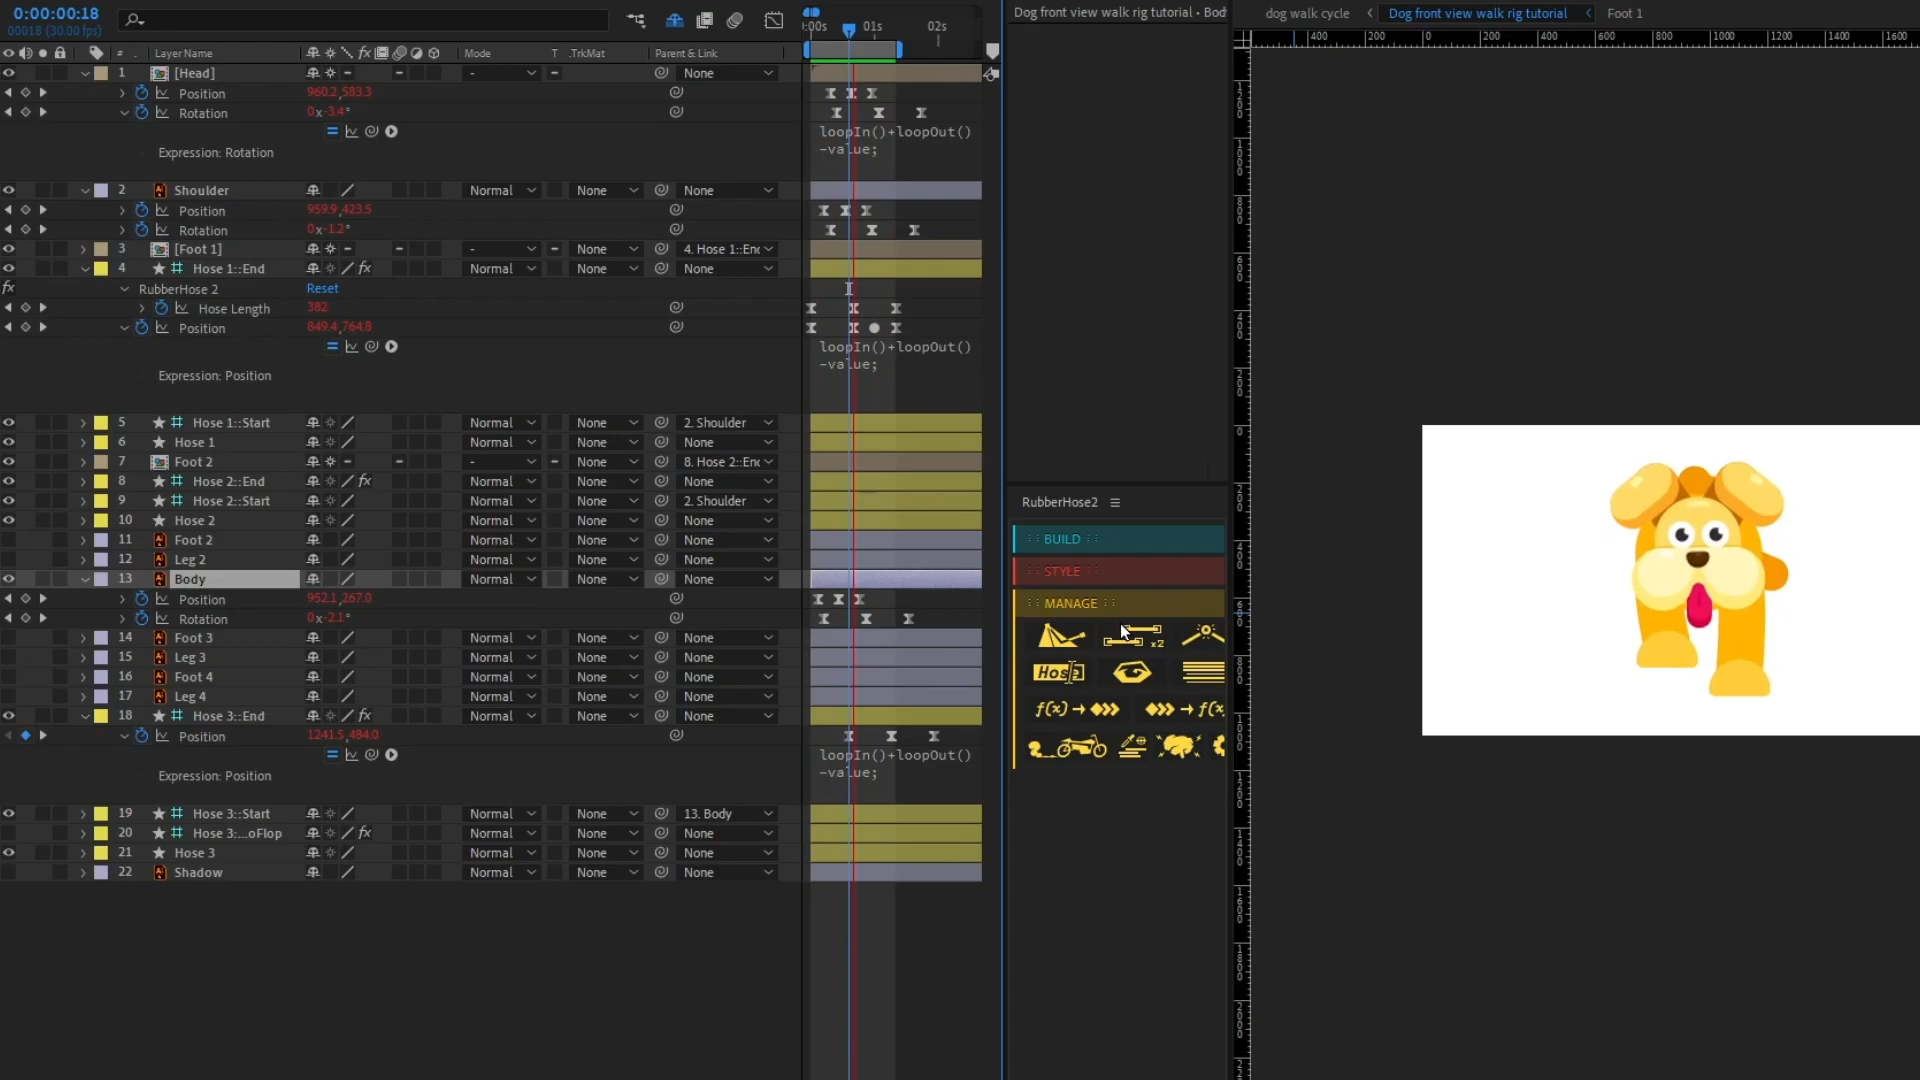 0:00:00:18
00018 (30.00 fps)
:00s 01s 02s
# Layer Name fx Mode T .TrkMat Parent & Link
1 [Head] - None
Position 960.2,583.3
Rotation 0x-3.4°
loopIn()+loopOut()
-value;
Expression: Rotation
2 Shoulder Normal None None
Position 959.9,423.5
Rotation 0x-1.2°
3 [Foot 1] - None 4. Hose 1::Enc
4 Hose 1::End fx Normal None None
fx RubberHose 2 Reset
Hose Length 382
Position 849.4,764.8
loopIn()+loopOut()
-value;
Expression: Position
5 Hose 1::Start Normal None 2. Shoulder
6 Hose 1 Normal None None
7 Foot 2 - None 8. Hose 2::Enc
8 Hose 2::End fx Normal None None
9 Hose 2::Start Normal None 2. Shoulder
10 Hose 2 Normal None None
11 Foot 2 Normal None None
12 Leg 2 Normal None None
13 Body Normal None None
Position 952.1,267.0
Rotation 0x-2.1°
14 Foot 3 Normal None None
15 Leg 3 Normal None None
16 Foot 4 Normal None None
17 Leg 4 Normal None None
18 Hose 3::End fx Normal None None
Position 1241.5,484.0
loopIn()+loopOut()
-value;
Expression: Position
19 Hose 3::Start Normal None 13. Body
20 Hose 3:...oFlop fx Normal None None
21 Hose 3 Normal None None
22 Shadow Normal None None
Dog front view walk rig tutorial • Bod
RubberHose2
:: BUILD ::
:: STYLE ::
:: MANAGE ::
x2
Hose
f(x)
f(x)
dog walk cycle < Dog front view walk rig tutorial < Foot 1
400 200 0 200 400 600 800 1000 1200 1400 1600